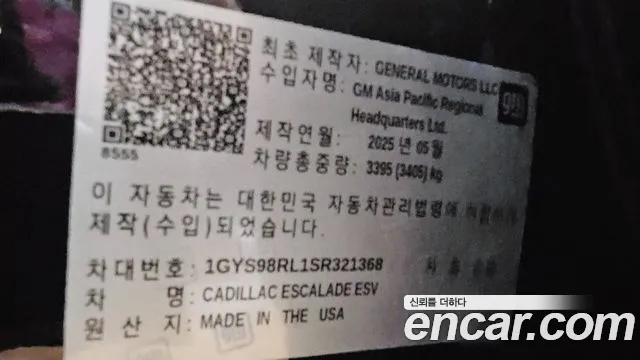 최초 제작자: GENERAL MOTORS LLC
수입자명: GM Asia Pacific Regional
Headquarters Ltd.
제작연월: 2025 년 05 월
8555
차량총중량: 3395 (3405) kg
이 자동차는 대한민국 자동차관리법령에
제작(수입)되었습니다.
차대번호: 1GYS98RL1SR321368
차 명: CADILLAC ESCALADE ESV
원 산 지: MADE IN THE USA
gm
신뢰를 더하다
encar.com